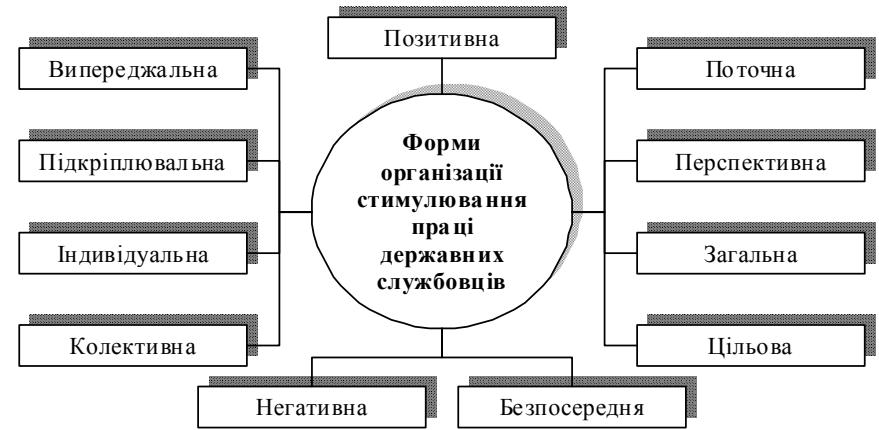 Позитивна
Випереджальна
Підкріплювальна
Індивідуальна
Колективна
Форми
організації
стимулювання
праці
державних
службовців
Поточна
Перспективна
Загальна
Цільова
Негативна
Безпосередня